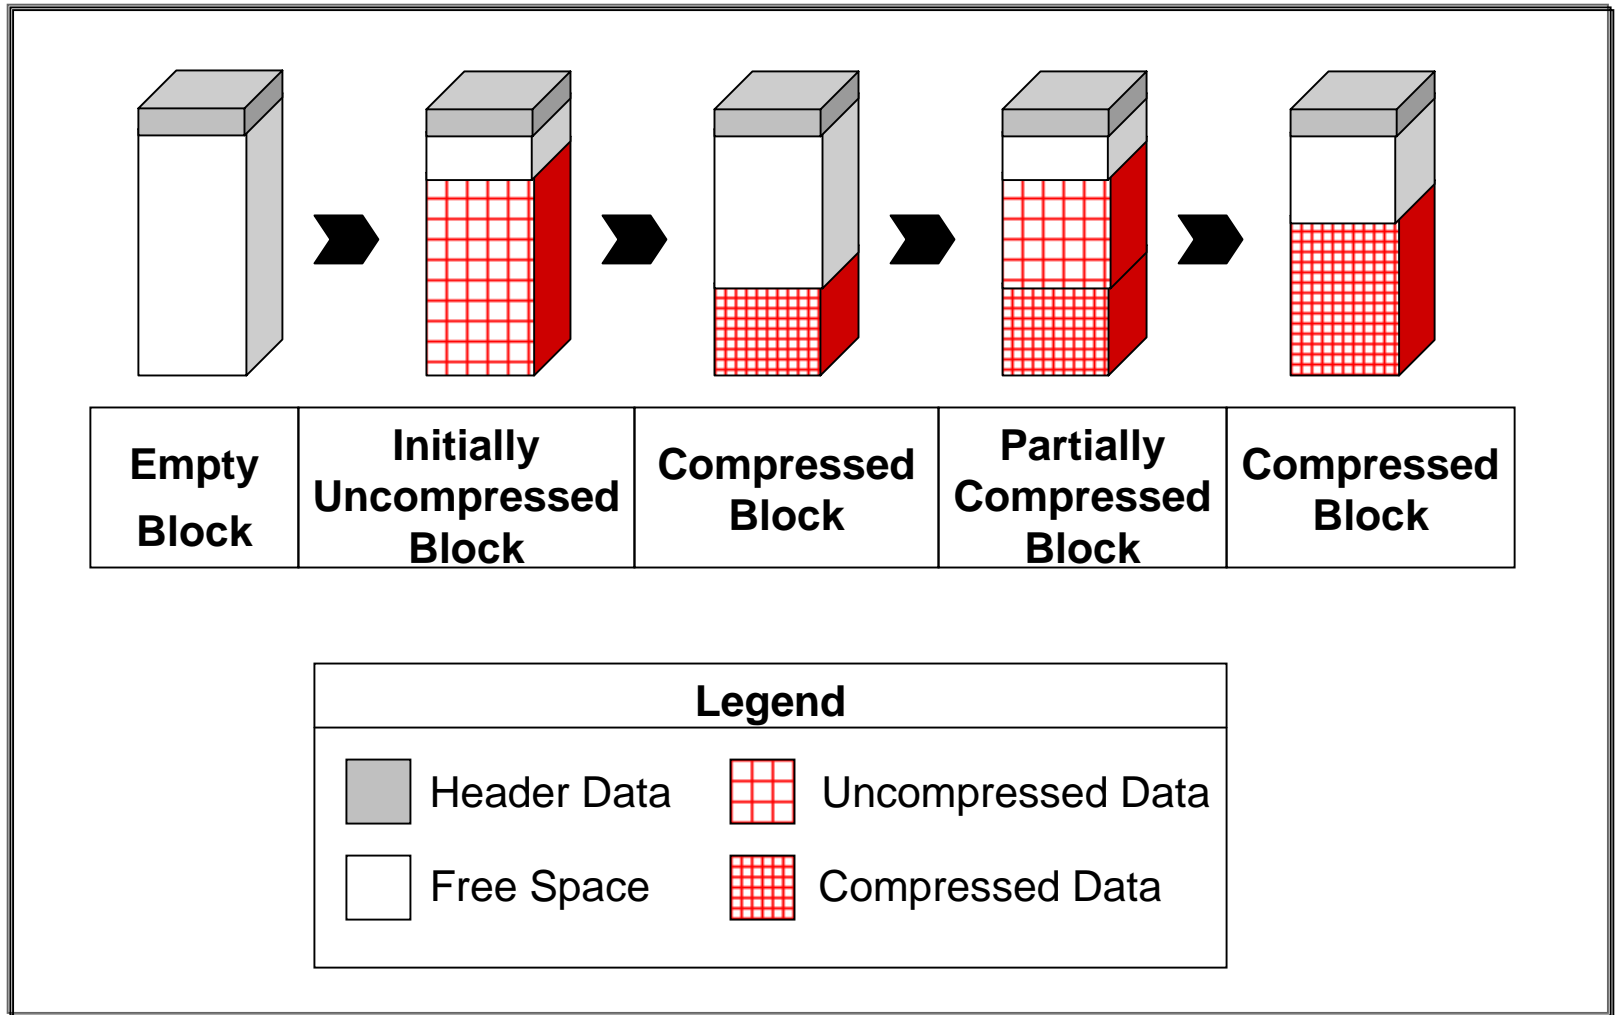 Empty
Block
Initially
Uncompressed
Block
Compressed
Block
Partially
Compressed
Block
Compressed
Block
Legend
Header Data
Uncompressed Data
Free Space
Compressed Data